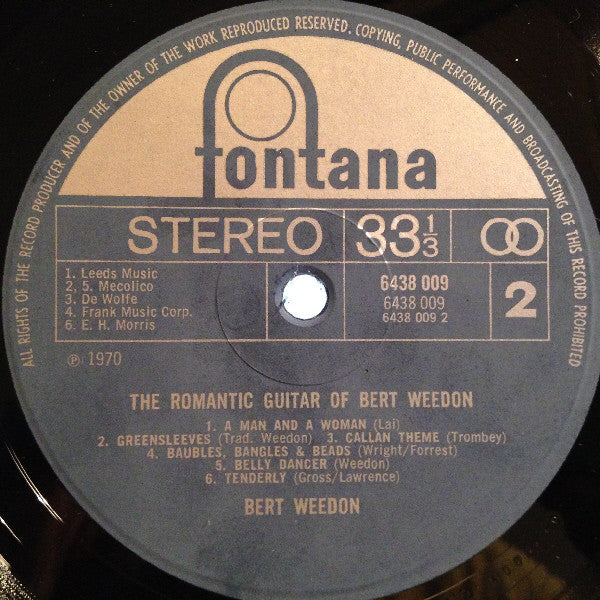 ALL RIGHTS OF THE RECORD PRODUCER AND OF THE OWNER OF THE WORK REPRODUCED RESERVED. COPYING, PUBLIC PERFORMANCE AND BROADCASTING OF THIS RECORD PROHIBITED
fontana
STEREO 33 1/3
1. Leeds Music
2. 5. Mecolico
3. De Wolfe
4. Frank Music Corp.
6. E. H. Morris
6438 009
6438 009
6438 009 2
2
Ⓟ 1970
THE ROMANTIC GUITAR OF BERT WEEDON
1. A MAN AND A WOMAN (Lai)
2. GREENSLEEVES (Trad. Weedon) 3. CALLAN THEME (Trombey)
4. BAUBLES, BANGLES & BEADS (Wright/Forrest)
5. BELLY DANCER (Weedon)
6. TENDERLY (Gross/Lawrence)
BERT WEEDON